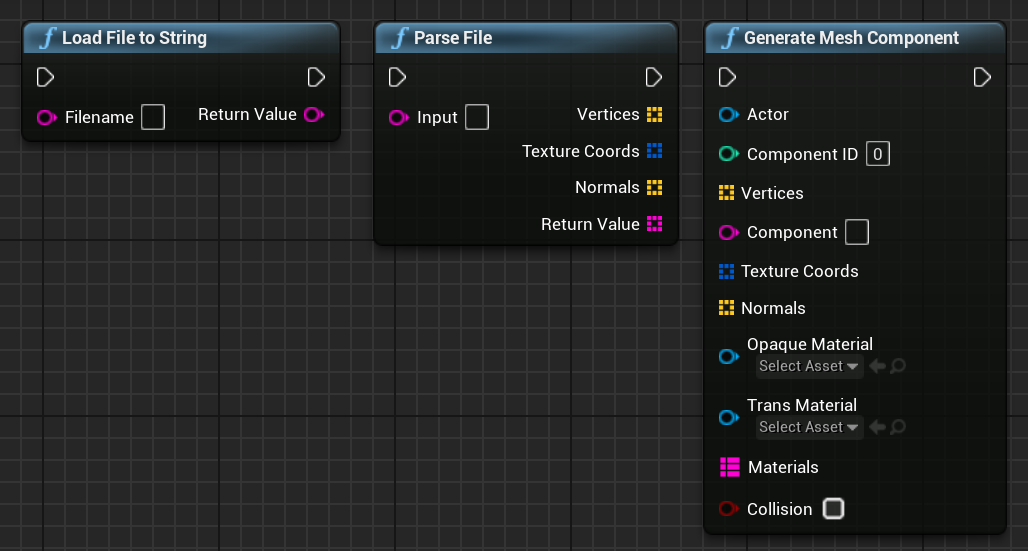 Load File to String
Filename
Return Value
Parse File
Input
Vertices
Texture Coords
Normals
Return Value
Generate Mesh Component
Actor
Component ID 0
Vertices
Component
Texture Coords
Normals
Opaque Material
Select Asset
Trans Material
Select Asset
Materials
Collision